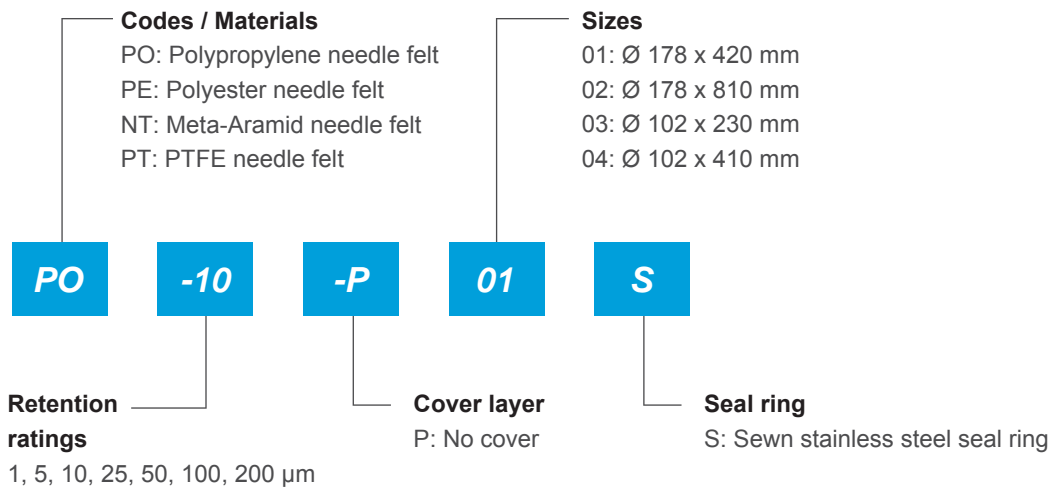 Codes / Materials
PO: Polypropylene needle felt
PE: Polyester needle felt
NT: Meta-Aramid needle felt
PT: PTFE needle felt
Sizes
01: Ø 178 x 420 mm
02: Ø 178 x 810 mm
03: Ø 102 x 230 mm
04: Ø 102 x 410 mm
PO
-10
-P
01
S
Retention
ratings
1, 5, 10, 25, 50, 100, 200 µm
Cover layer
P: No cover
Seal ring
S: Sewn stainless steel seal ring